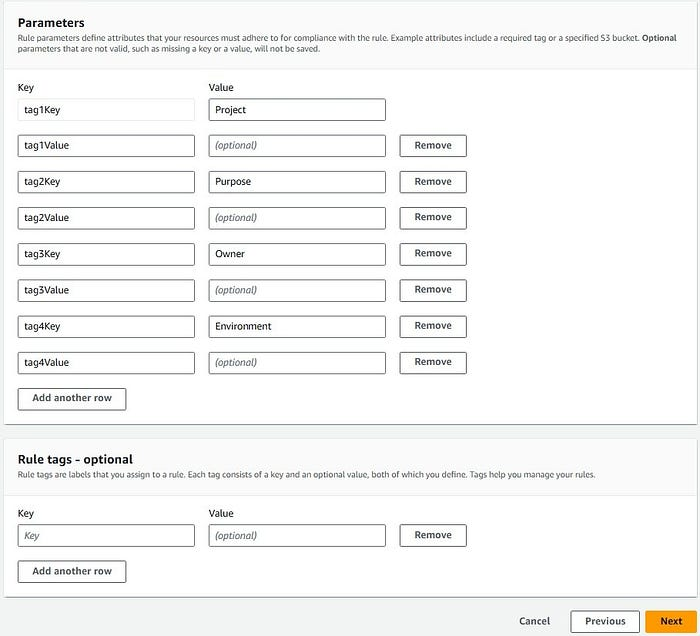 Parameters
Rule parameters define attributes that your resources must adhere to for compliance with the rule. Example attributes include a required tag or a specified S3 bucket. Optional
parameters that are not valid, such as missing a key or a value, will not be saved.
Key Value
tag1Key Project
tag1Value (optional) Remove
tag2Key Purpose Remove
tag2Value (optional) Remove
tag3Key Owner Remove
tag3Value (optional) Remove
tag4Key Environment Remove
tag4Value (optional) Remove
Add another row
Rule tags - optional
Rule tags are labels that you assign to a rule. Each tag consists of a key and an optional value, both of which you define. Tags help you manage your rules.
Key Value
Key (optional) Remove
Add another row
Cancel Previous Next